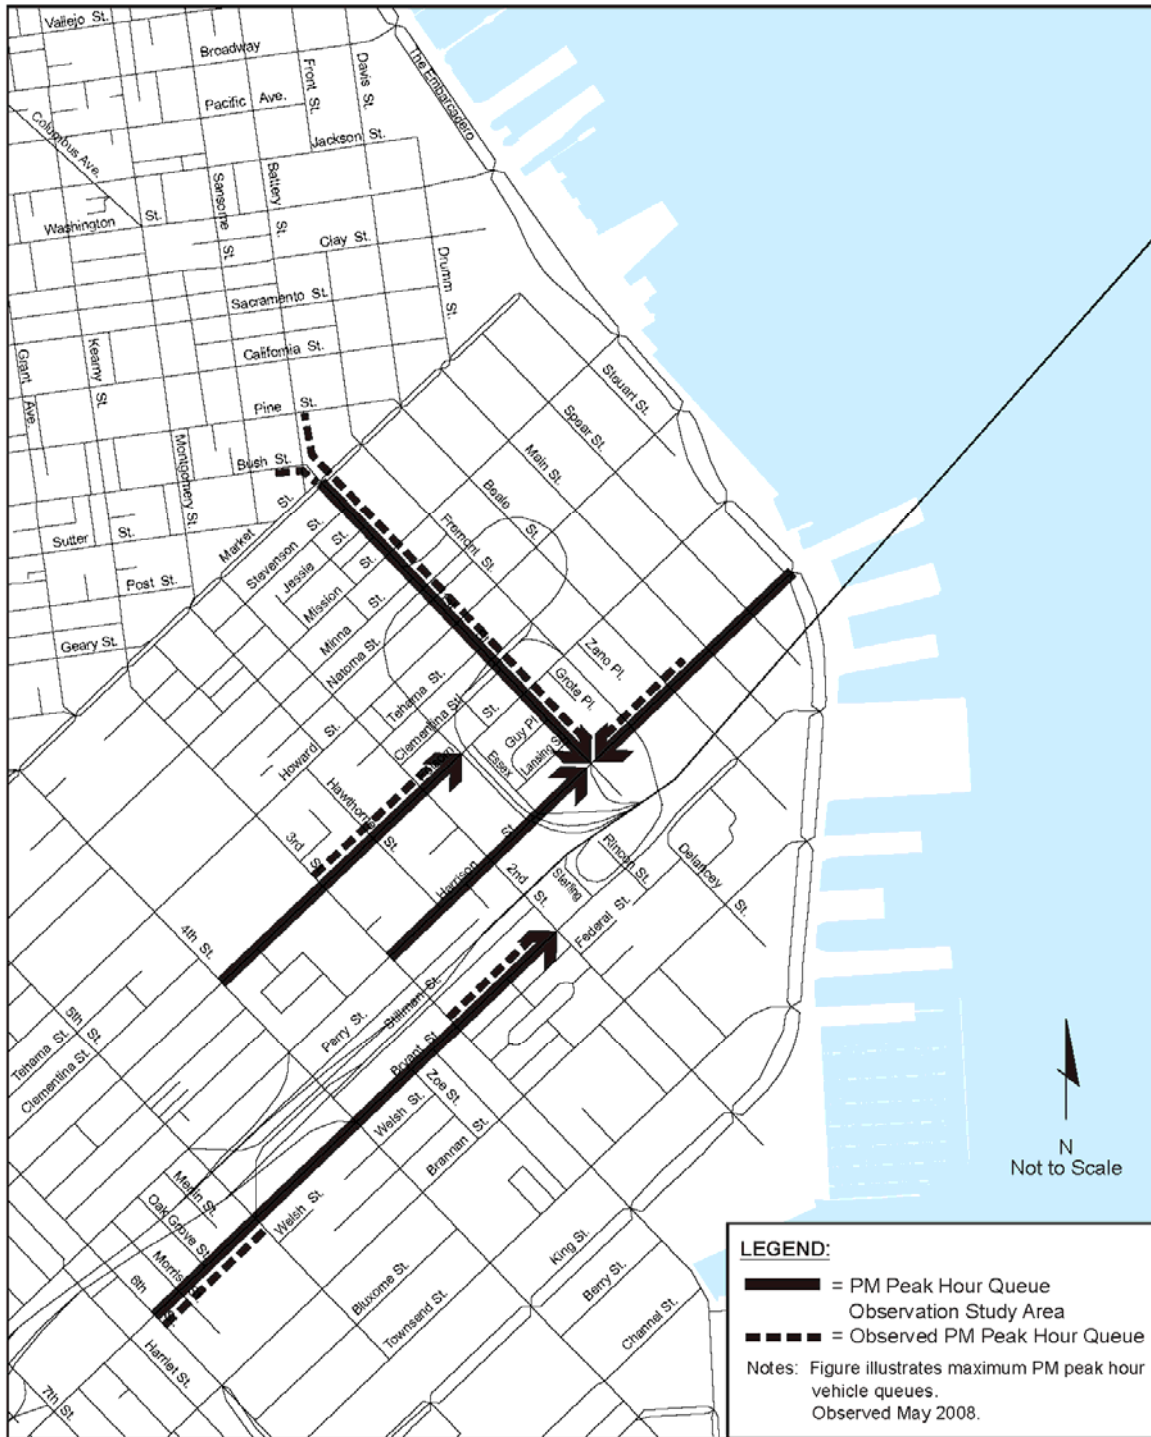 Vallejo St.
Broadway
Front St.
Davis St.
The Embarcadero
Pacific Ave.
Columbus Ave.
Jackson St.
Sansome St.
Battery St.
Washington St.
Clay St.
Drumm St.
Sacramento St.
Grant Ave.
Kearny St.
California St.
Pine St.
Montgomery St.
Bush St.
Steuart St.
Spear St.
Main St.
Beale St.
Fremont St.
Sutter St.
Market St.
Stevenson St.
Jessie St.
Mission St.
Minna St.
Natoma St.
Post St.
Geary St.
Zeno Pl.
Grote Pl.
Tehama St.
Clementina St.
Guy Pl.
Lansing St.
Essex St.
Howard St.
Hawthorne St.
3rd St.
Harrison St.
2nd St.
Sterling
Rincon St.
Delancey St.
Federal St.
4th St.
Stillman St.
Perry St.
Bryant St.
5th St.
Tehama St.
Clementina St.
Zoe St.
Welsh St.
Brannan St.
Merlin St.
Oak Grove St.
Morris
6th St.
Welsh St.
Harriet St.
7th St.
Bluxome St.
Townsend St.
King St.
Berry St.
Channel St.
N
Not to Scale
LEGEND:
= PM Peak Hour Queue
Observation Study Area
= Observed PM Peak Hour Queue
Notes: Figure illustrates maximum PM peak hour
vehicle queues.
Observed May 2008.